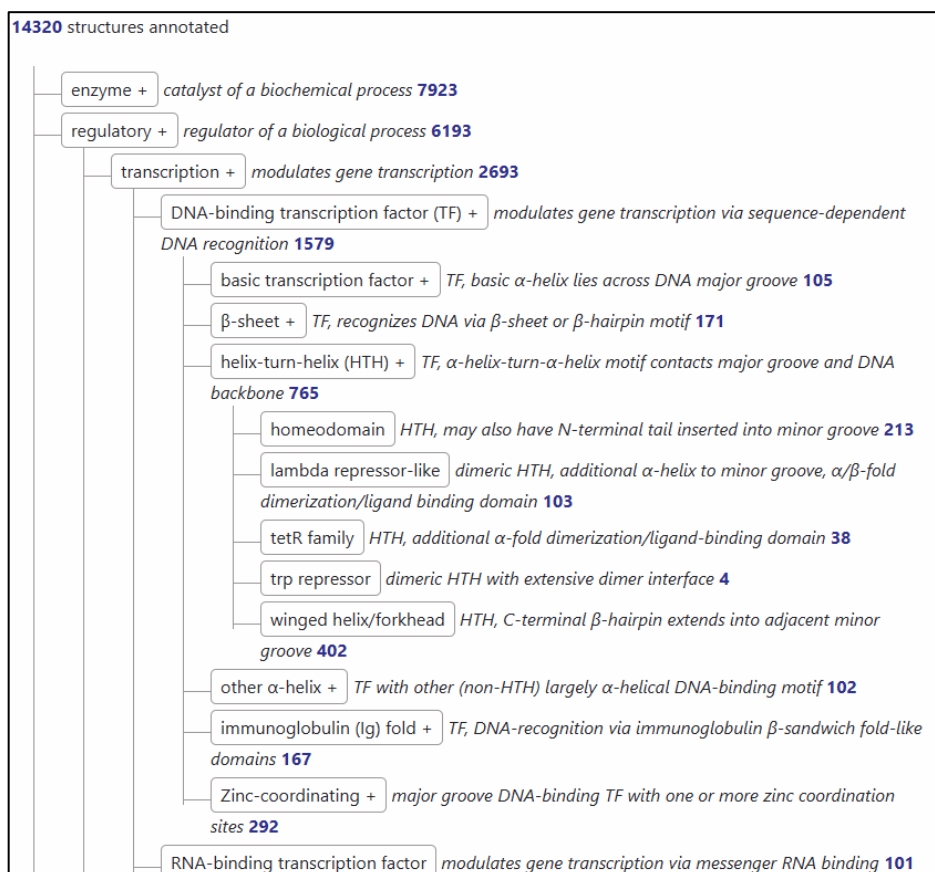 14320 structures annotated
enzyme + catalyst of a biochemical process 7923
regulatory + regulator of a biological process 6193
transcription + modulates gene transcription 2693
DNA-binding transcription factor (TF) + modulates gene transcription via sequence-dependent
DNA recognition 1579
basic transcription factor + TF, basic α-helix lies across DNA major groove 105
β-sheet + TF, recognizes DNA via β-sheet or β-hairpin motif 171
helix-turn-helix (HTH) + TF, α-helix-turn-α-helix motif contacts major groove and DNA
backbone 765
homeodomain HTH, may also have N-terminal tail inserted into minor groove 213
lambda repressor-like dimeric HTH, additional α-helix to minor groove, α/β-fold
dimerization/ligand binding domain 103
tetR family HTH, additional α-fold dimerization/ligand-binding domain 38
trp repressor dimeric HTH with extensive dimer interface 4
winged helix/forkhead HTH, C-terminal β-hairpin extends into adjacent minor
groove 402
other α-helix + TF with other (non-HTH) largely α-helical DNA-binding motif 102
immunoglobulin (Ig) fold + TF, DNA-recognition via immunoglobulin β-sandwich fold-like
domains 167
Zinc-coordinating + major groove DNA-binding TF with one or more zinc coordination
sites 292
RNA-binding transcription factor modulates gene transcription via messenger RNA binding 101